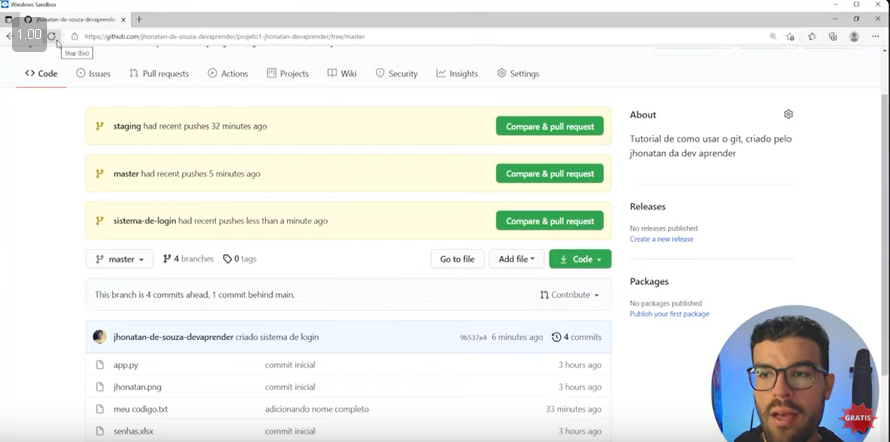 Windows Sandbox
jhonatan-de-souza-devaprender
1.00
https://github.com/jhonatan-de-souza-devaprender/projeto1-jhonatandevaprender/tree/master
Stop (Esc)
Code Issues Pull requests Actions Projects Wiki Security Insights Settings
staging had recent pushes 32 minutes ago Compare & pull request
master had recent pushes 5 minutes ago Compare & pull request
sistema-de-login had recent pushes less than a minute ago Compare & pull request
master 4 branches 0 tags Go to file Add file Code
This branch is 4 commits ahead, 1 commit behind main. Contribute
jhonatan-de-souza-devaprender criado sistema de login 9b537e4 6 minutes ago 4 commits
app.py commit inicial 3 hours ago
jhonatan.png commit inicial 3 hours ago
meu codigo.txt adicionando nome completo 33 minutes ago
senhas.xlsx commit inicial 3 hours ago
About
Tutorial de como usar o git, criado pelo
jhonatan da dev aprender
Releases
No releases published
Create a new release
Packages
No packages published
Publish your first package
GRATIS